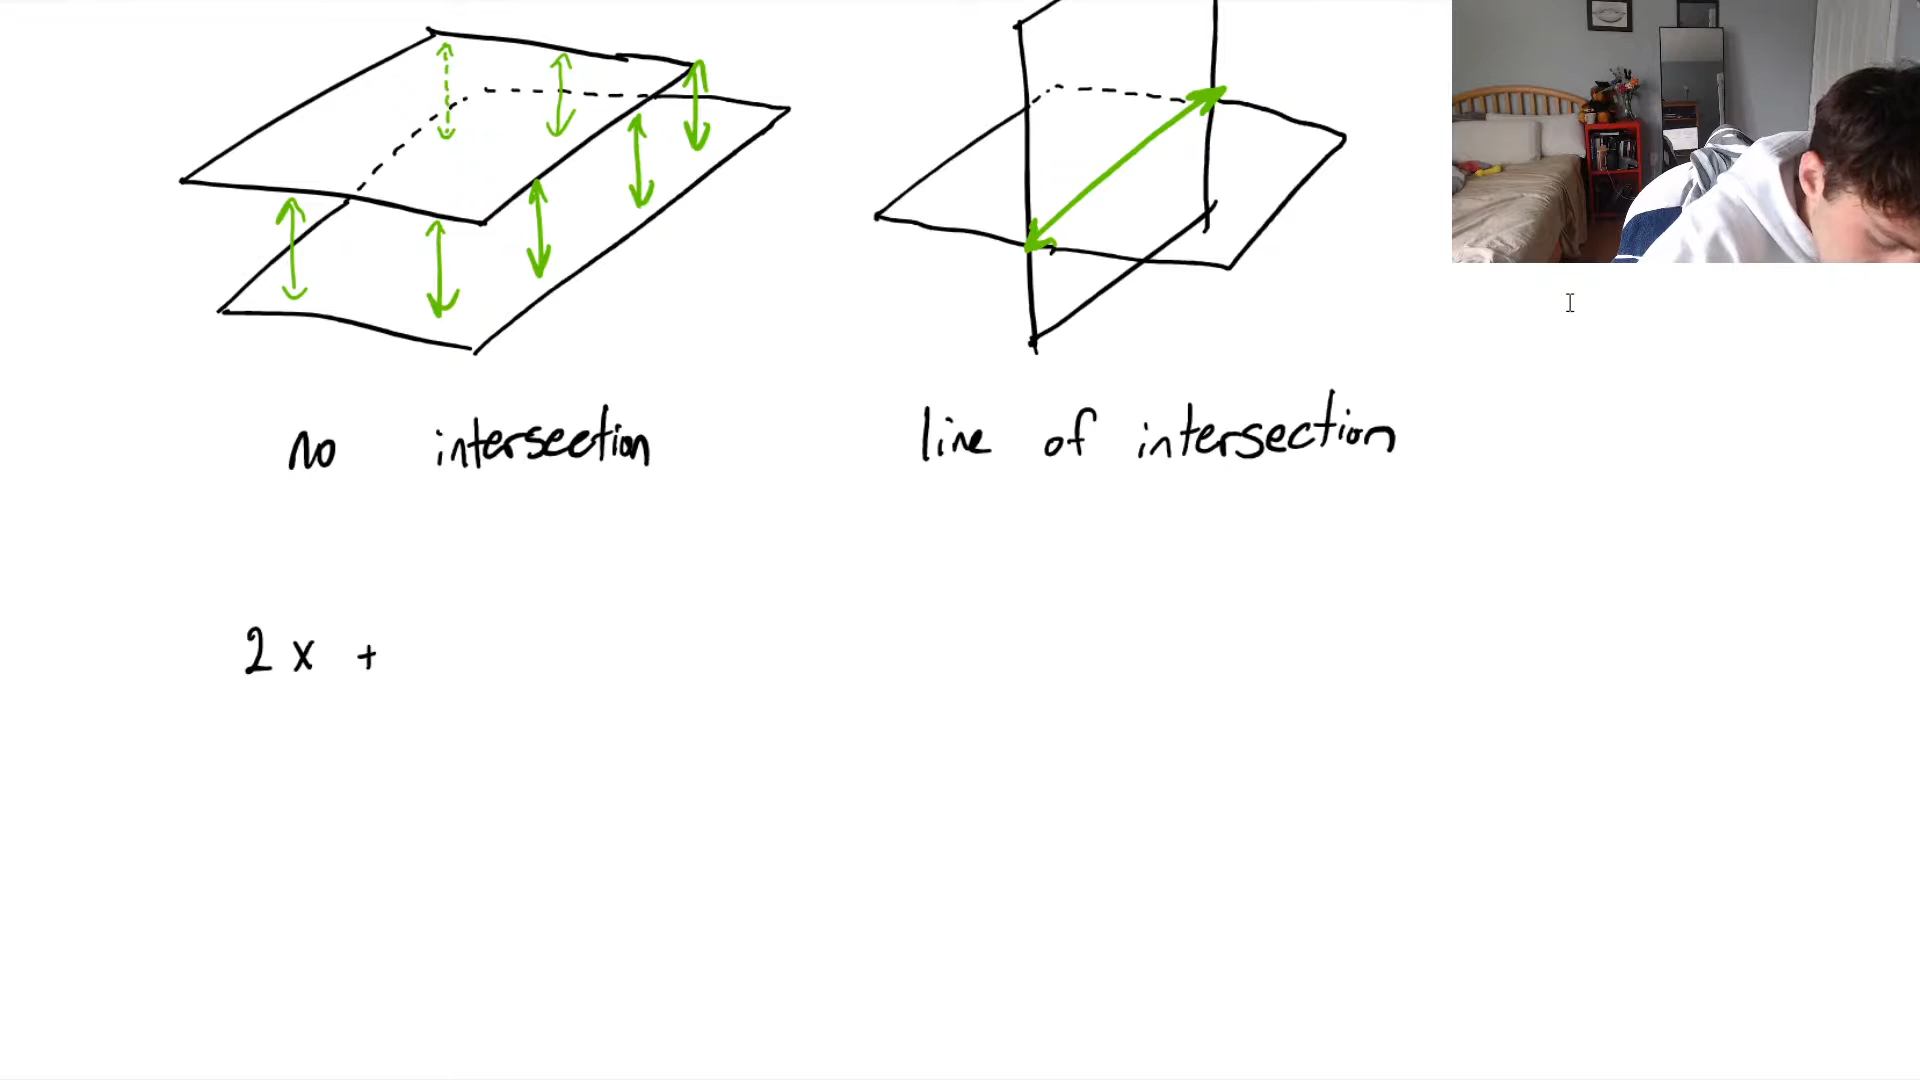 no intersection
line of intersection
2x +